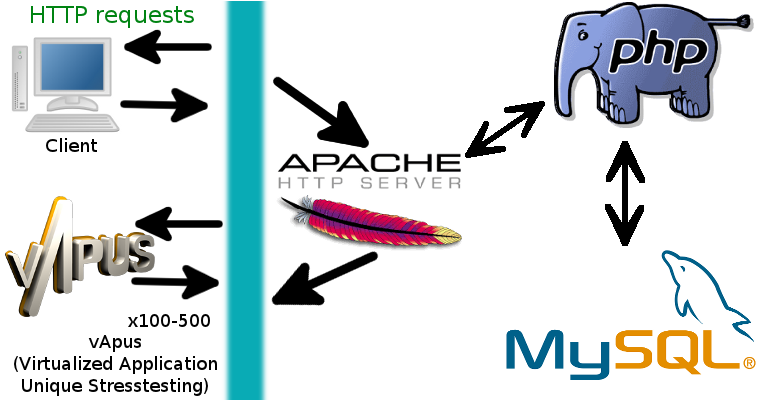 HTTP requests
Client
php
APACHE
HTTP SERVER
vApus
x100-500
vApus
(Virtualized Application
Unique Stresstesting)
MySQL®